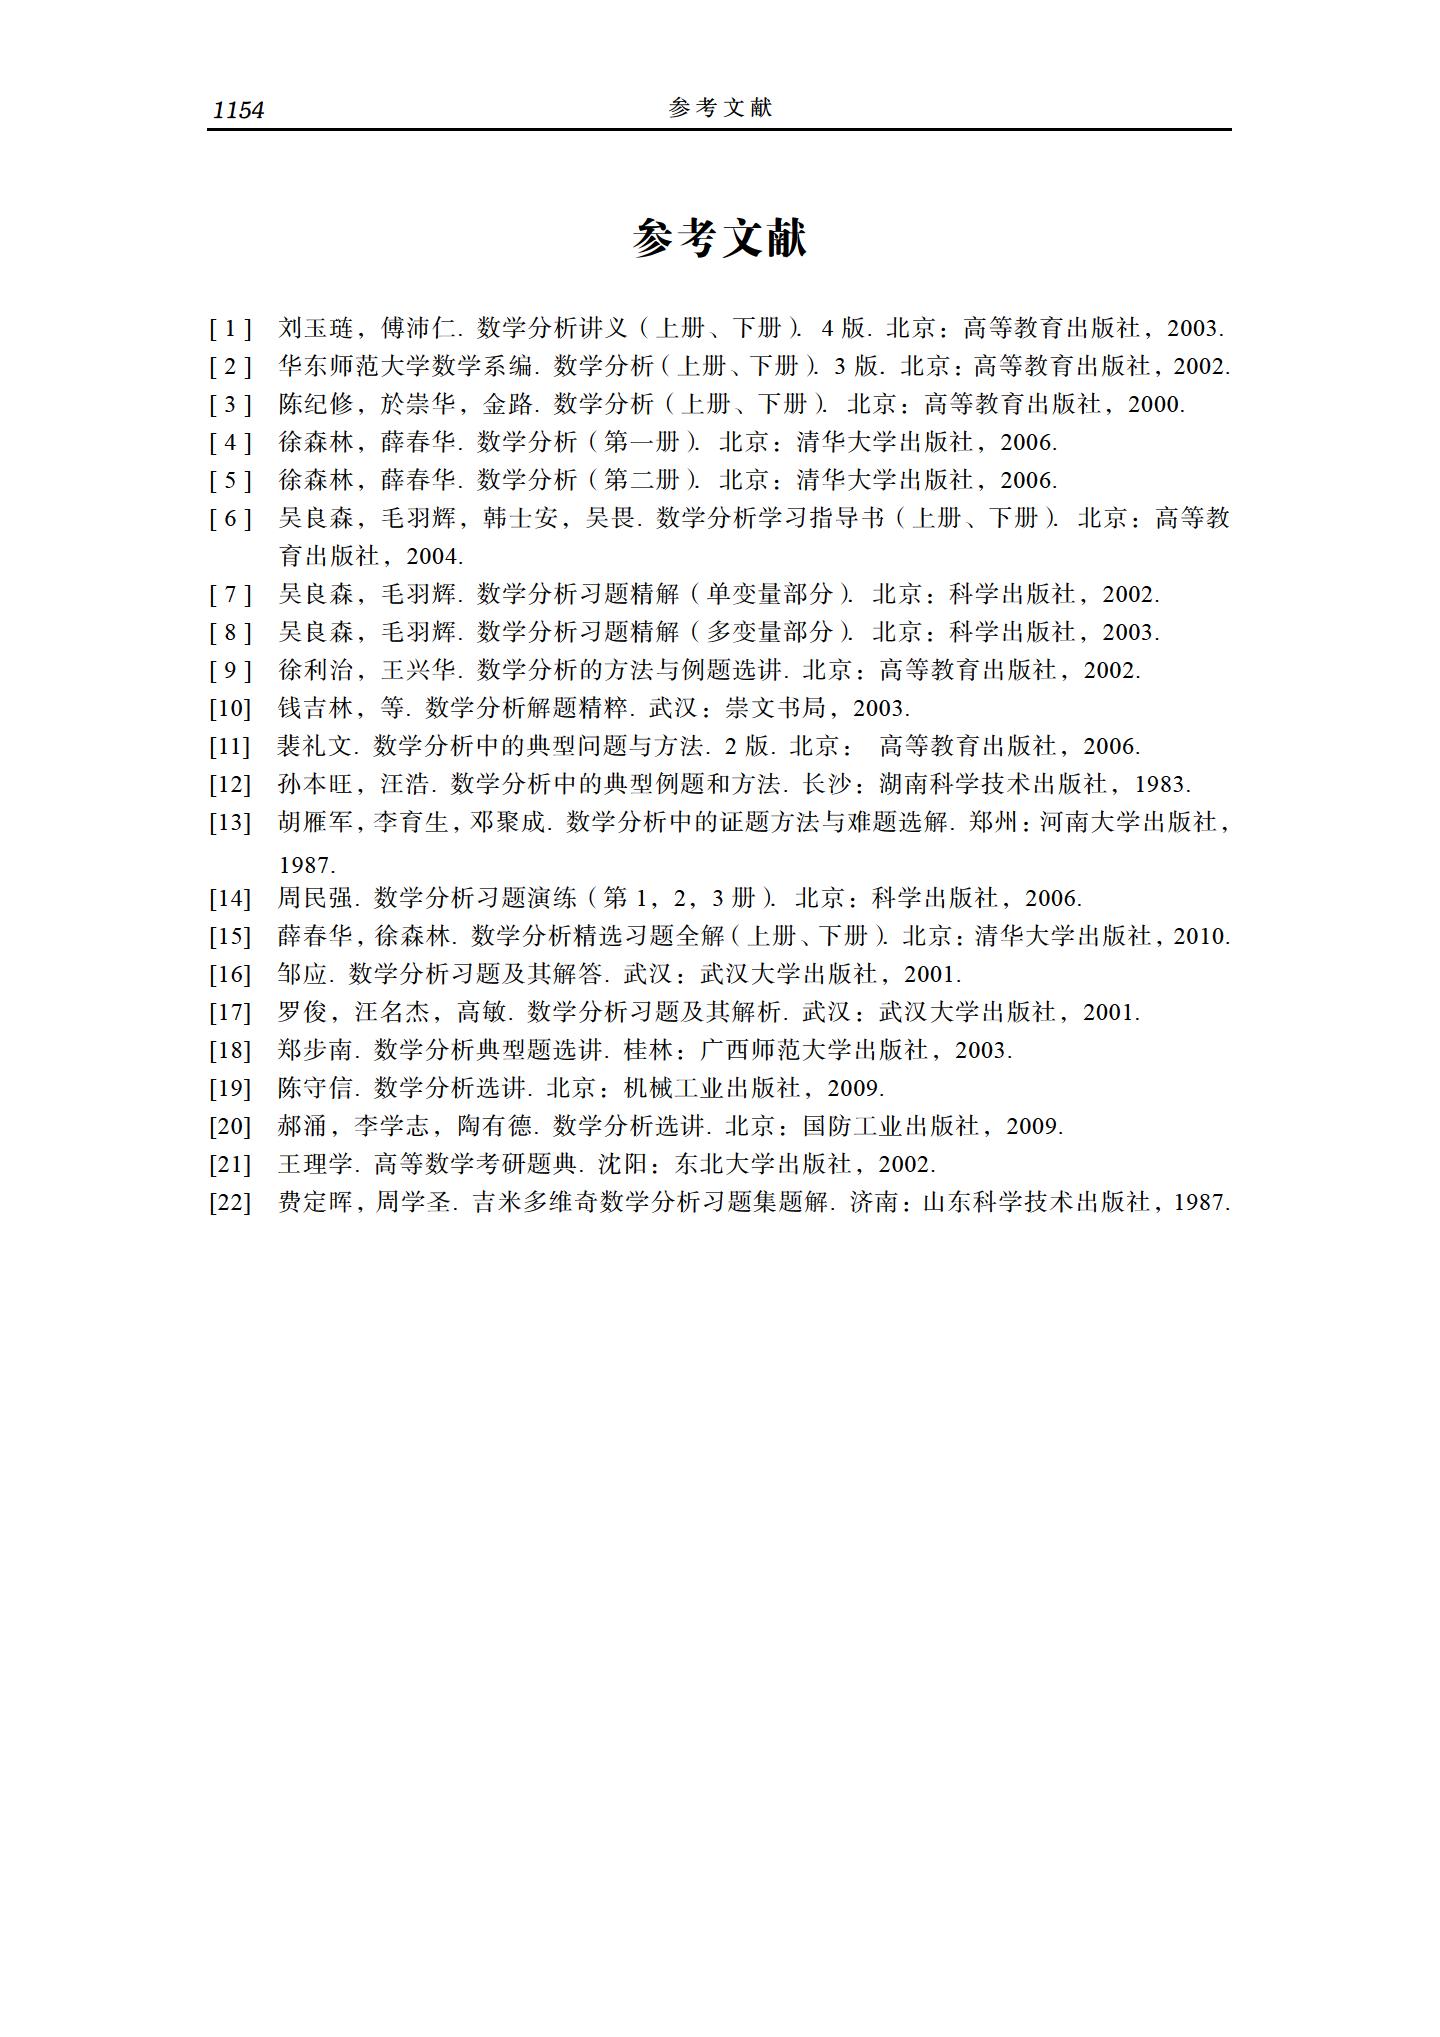 1154 参考文献
参考文献
[ 1 ] 刘玉琏，傅沛仁. 数学分析讲义（上册、下册）. 4 版. 北京：高等教育出版社，2003.
[ 2 ] 华东师范大学数学系编. 数学分析（上册、下册）. 3 版. 北京：高等教育出版社，2002.
[ 3 ] 陈纪修，於崇华，金路. 数学分析（上册、下册）. 北京：高等教育出版社，2000.
[ 4 ] 徐森林，薛春华. 数学分析（第一册）. 北京：清华大学出版社，2006.
[ 5 ] 徐森林，薛春华. 数学分析（第二册）. 北京：清华大学出版社，2006.
[ 6 ] 吴良森，毛羽辉，韩士安，吴畏. 数学分析学习指导书（上册、下册）. 北京：高等教
育出版社，2004.
[ 7 ] 吴良森，毛羽辉. 数学分析习题精解（单变量部分）. 北京：科学出版社，2002.
[ 8 ] 吴良森，毛羽辉. 数学分析习题精解（多变量部分）. 北京：科学出版社，2003.
[ 9 ] 徐利治，王兴华. 数学分析的方法与例题选讲. 北京：高等教育出版社，2002.
[10] 钱吉林，等. 数学分析解题精粹. 武汉：崇文书局，2003.
[11] 裴礼文. 数学分析中的典型问题与方法. 2 版. 北京： 高等教育出版社，2006.
[12] 孙本旺，汪浩. 数学分析中的典型例题和方法. 长沙：湖南科学技术出版社，1983.
[13] 胡雁军，李育生，邓聚成. 数学分析中的证题方法与难题选解. 郑州：河南大学出版社，
1987.
[14] 周民强. 数学分析习题演练（第 1，2，3 册）. 北京：科学出版社，2006.
[15] 薛春华，徐森林. 数学分析精选习题全解（上册、下册）. 北京：清华大学出版社，2010.
[16] 邹应. 数学分析习题及其解答. 武汉：武汉大学出版社，2001.
[17] 罗俊，汪名杰，高敏. 数学分析习题及其解析. 武汉：武汉大学出版社，2001.
[18] 郑步南. 数学分析典型题选讲. 桂林：广西师范大学出版社，2003.
[19] 陈守信. 数学分析选讲. 北京：机械工业出版社，2009.
[20] 郝涌，李学志，陶有德. 数学分析选讲. 北京：国防工业出版社，2009.
[21] 王理学. 高等数学考研题典. 沈阳：东北大学出版社，2002.
[22] 费定晖，周学圣. 吉米多维奇数学分析习题集题解. 济南：山东科学技术出版社，1987.